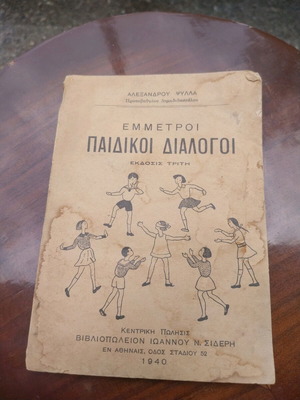 ΑΛΕΞΑΝΔΡΟΥ ΨΥΛΛΑ
ΕΜΜΕΤΡΟΙ
ΠΑΙΔΙΚΟΙ ΔΙΑΛΟΓΟΙ
ΕΚΔΟΣΙΣ ΤΡΙΤΗ
ΚΕΝΤΡΙΚΗ ΠΩΛΗΣΙΣ
ΒΙΒΛΙΟΠΩΛΕΙΟΝ ΙΩΑΝΝΟΥ Ν. ΣΙΔΕΡΗ
ΕΝ ΑΘΗΝΑΙΣ, ΟΔΟΣ ΣΤΑΔΙΟΥ 52
1940